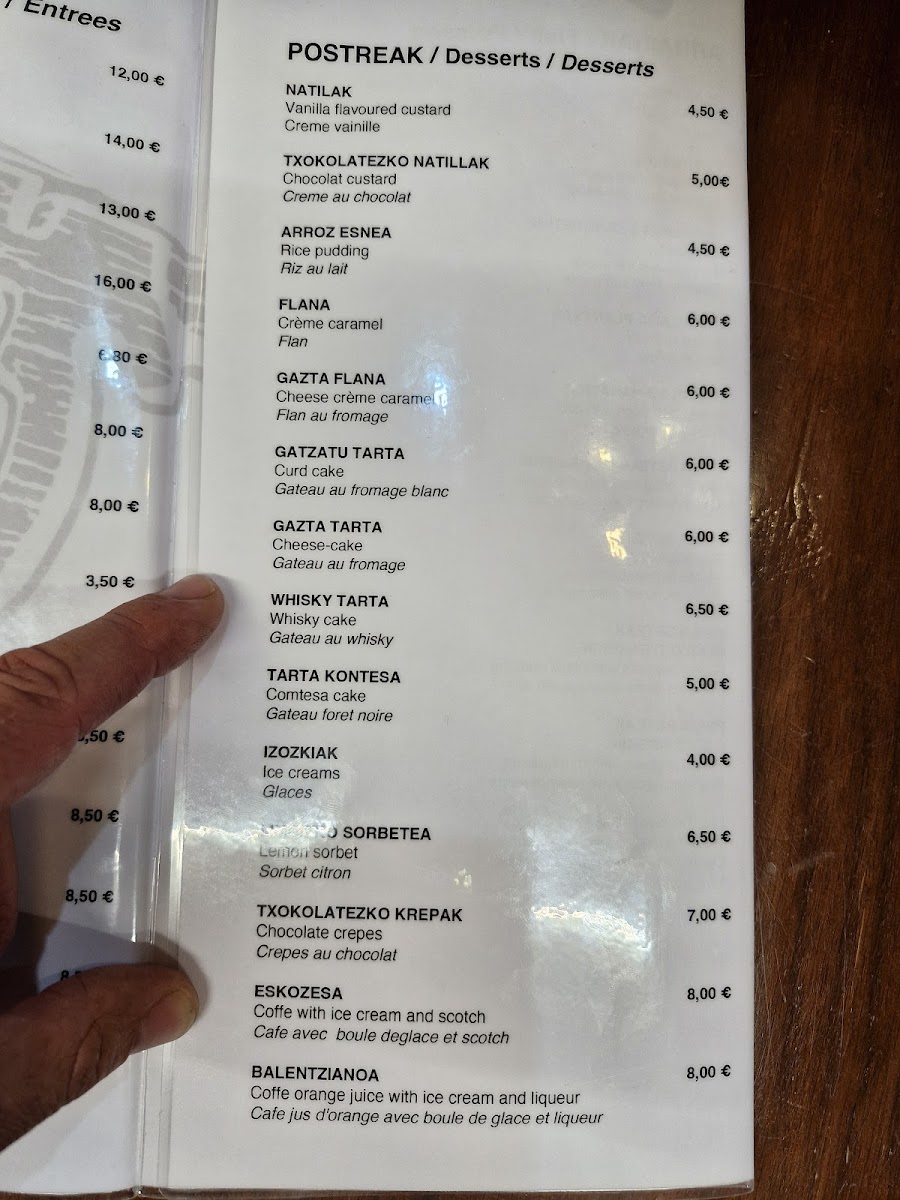 / Entrees
12,00 €
14,00 €
13,00 €
16,00 €
6,80 €
8,00 €
8,00 €
3,50 €
,50 €
8,50 €
8,50 €
POSTREAK / Desserts / Desserts
NATILAK
Vanilla flavoured custard
Creme vainille
4,50 €
TXOKOLATEZKO NATILLAK
Chocolat custard
Creme au chocolat
5,00€
ARROZ ESNEA
Rice pudding
Riz au lait
4,50 €
FLANA
Crème caramel
Flan
6,00 €
GAZTA FLANA
Cheese crème caramel
Flan au fromage
6,00 €
GATZATU TARTA
Curd cake
Gateau au fromage blanc
6,00 €
GAZTA TARTA
Cheese-cake
Gateau au fromage
6,00 €
WHISKY TARTA
Whisky cake
Gateau au whisky
6,50 €
TARTA KONTESA
Comtesa cake
Gateau foret noire
5,00 €
IZOZKIAK
Ice creams
Glaces
4,00 €
SORBETEA
Lemon sorbet
Sorbet citron
6,50 €
TXOKOLATEZKO KREPAK
Chocolate crepes
Crepes au chocolat
7,00 €
ESKOZESA
Coffe with ice cream and scotch
Cafe avec boule deglace et scotch
8,00 €
BALENTZIANOA
Coffe orange juice with ice cream and liqueur
Cafe jus d'orange avec boule de glace et liqueur
8,00 €